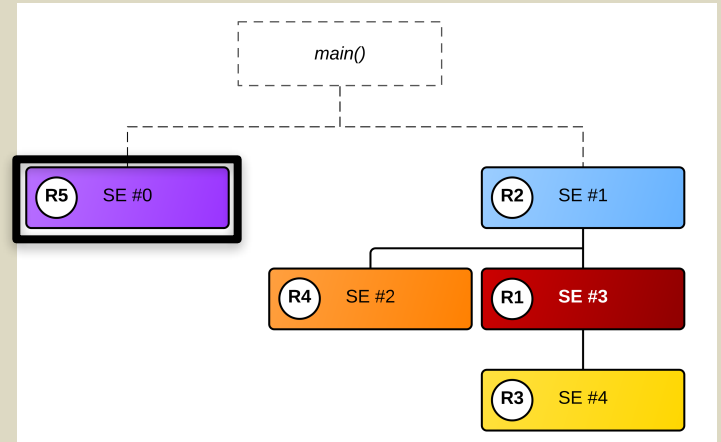 main()
R5 SE #0
R2 SE #1
R4 SE #2
R1 SE #3
R3 SE #4